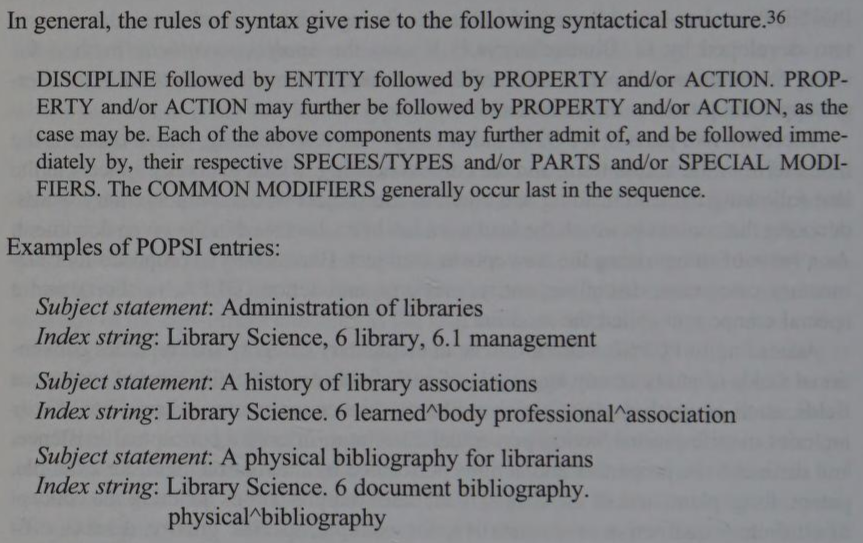 In general, the rules of syntax give rise to the following syntactical structure.36
DISCIPLINE followed by ENTITY followed by PROPERTY and/or ACTION. PROP-
ERTY and/or ACTION may further be followed by PROPERTY and/or ACTION, as the
case may be. Each of the above components may further admit of, and be followed imme-
diately by, their respective SPECIES/TYPES and/or PARTS and/or SPECIAL MODI-
FIERS. The COMMON MODIFIERS generally occur last in the sequence.
Examples of POPSI entries:
Subject statement: Administration of libraries
Index string: Library Science, 6 library, 6.1 management
Subject statement: A history of library associations
Index string: Library Science. 6 learned^body professional^association
Subject statement: A physical bibliography for librarians
Index string: Library Science. 6 document bibliography.
physical^bibliography